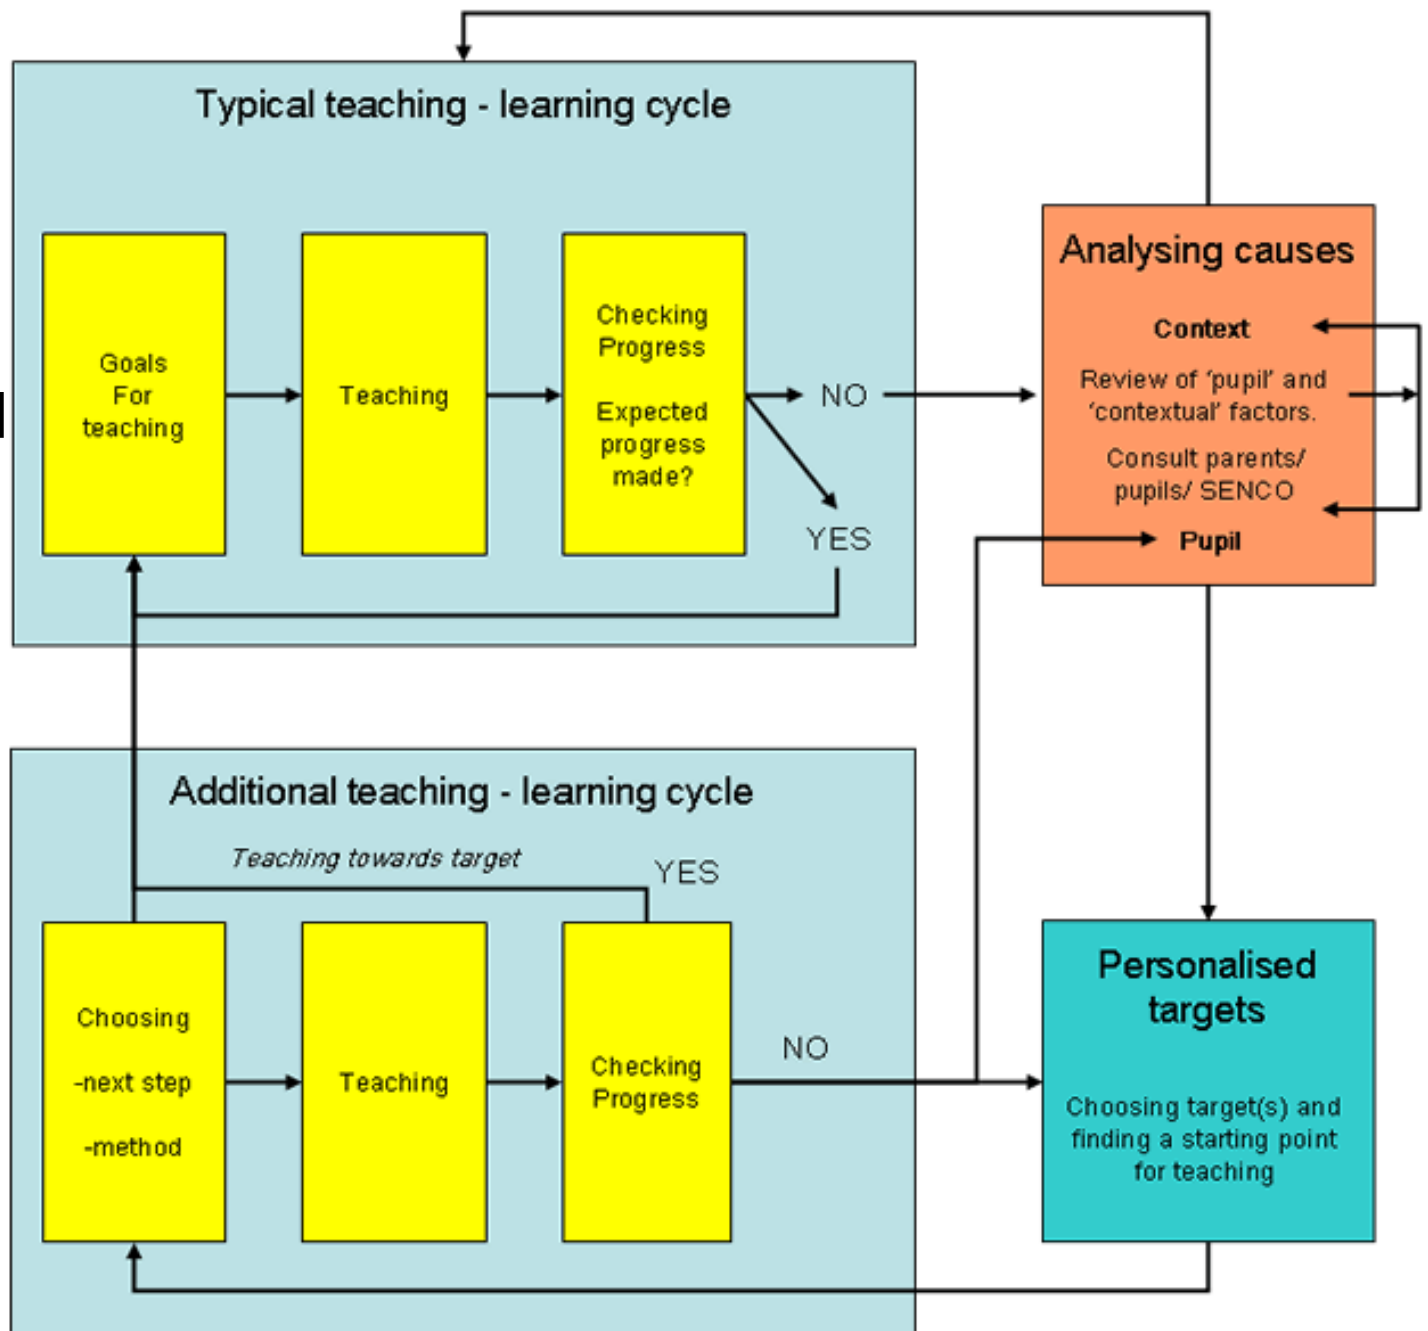 Typical teaching - learning cycle
Goals
For
teaching
Teaching
Checking
Progress
Expected
progress
made?
NO
YES
Analysing causes
Context
Review of ‘pupil’ and
‘contextual’ factors.
Consult parents/
pupils/ SENCO
Pupil
Additional teaching - learning cycle
Teaching towards target
YES
Choosing
-next step
-method
Teaching
Checking
Progress
NO
Personalised
targets
Choosing target(s) and
finding a starting point
for teaching